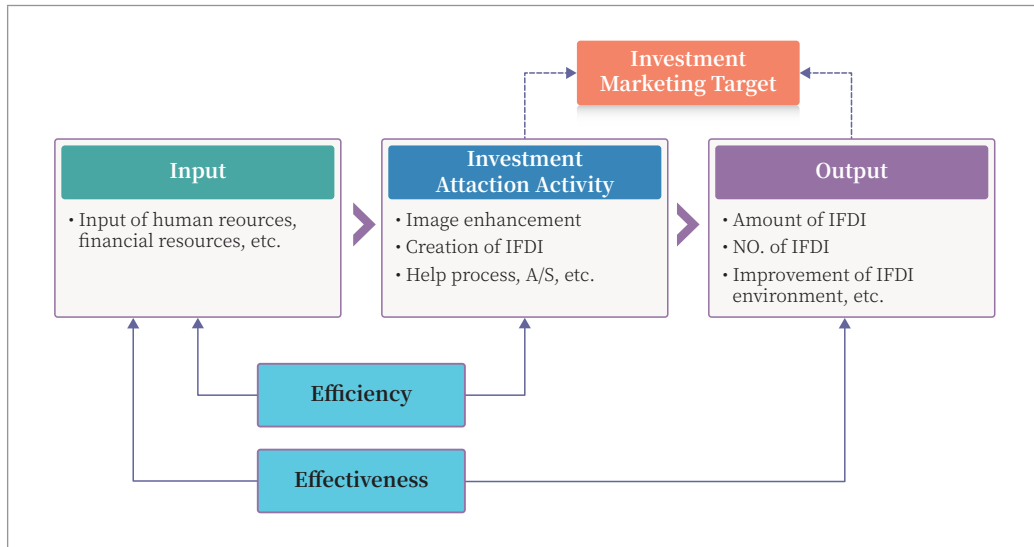 Investment
Marketing Target
Input
• Input of human reources,
financial resources, etc.
Investment
Attaction Activity
• Image enhancement
• Creation of IFDI
• Help process, A/S, etc.
Output
• Amount of IFDI
• NO. of IFDI
• Improvement of IFDI
environment, etc.
Efficiency
Effectiveness